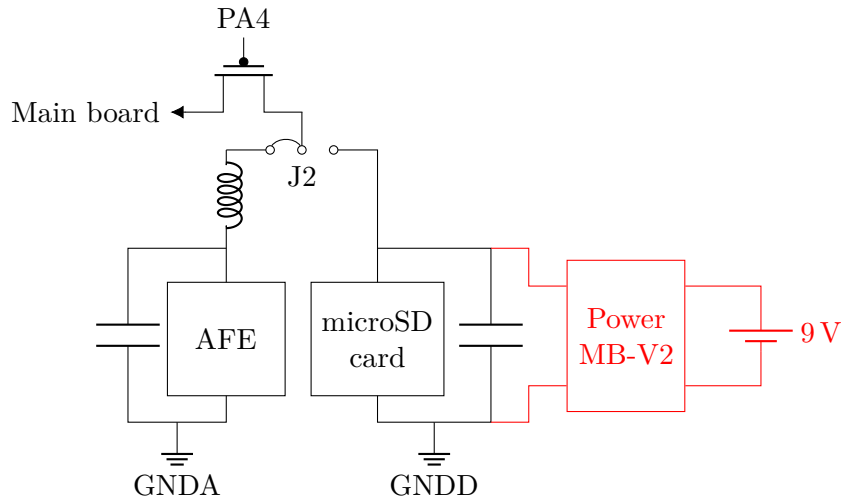 PA4
Main board
J2
AFE
microSD
card
Power
MB-V2
9 V
GNDA
GNDD